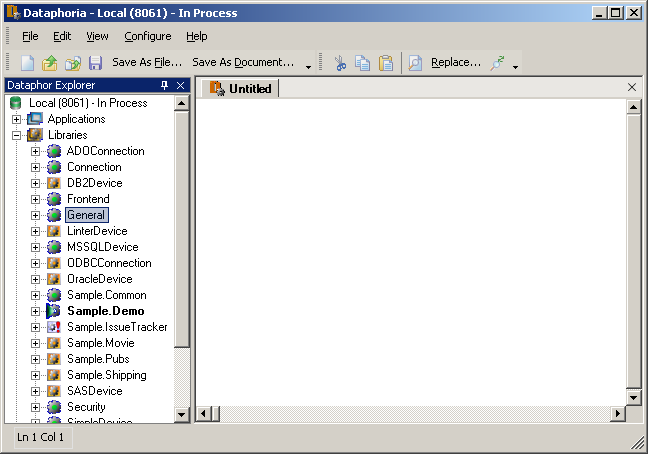 Dataphoria - Local (8061) - In Process
File Edit View Configure Help
Save As File... Save As Document... Replace...
Dataphor Explorer
Untitled
Local (8061) - In Process
Applications
Libraries
ADOConnection
Connection
DB2Device
Frontend
General
LinterDevice
MSSQLDevice
ODBCConnection
OracleDevice
Sample.Common
Sample.Demo
Sample.IssueTracker
Sample.Movie
Sample.Pubs
Sample.Shipping
SASDevice
Security
SimpleDevice
Ln 1 Col 1